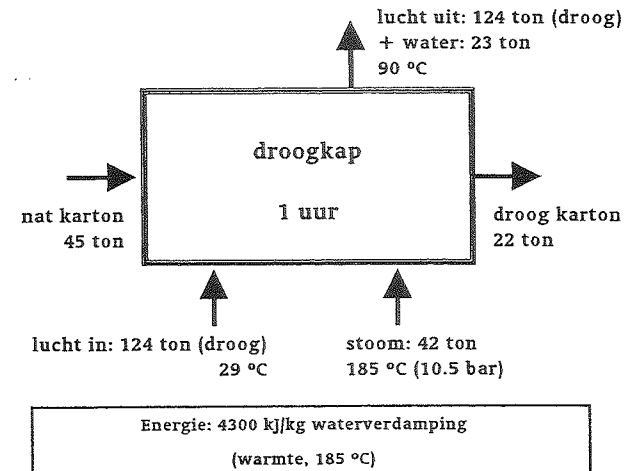 lucht uit: 124 ton (droog)
+ water: 23 ton
90 °C
droogkap
1 uur
nat karton
45 ton
droog karton
22 ton
lucht in: 124 ton (droog)
29 °C
stoom: 42 ton
185 °C (10.5 bar)
Energie: 4300 kJ/kg waterverdamping
(warmte, 185 °C)